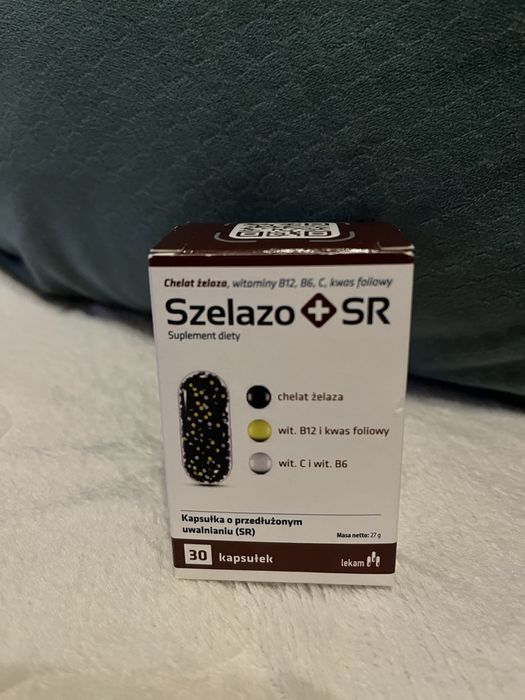 Chelat żelaza, witaminy B12, B6, C, kwas foliowy
Szelazo + SR
Suplement diety
chelat żelaza
wit. B12 i kwas foliowy
wit. C i wit. B6
Kapsułka o przedłużonym
uwalnianiu (SR)
Masa netto: 27 g
30 kapsułek
lekam